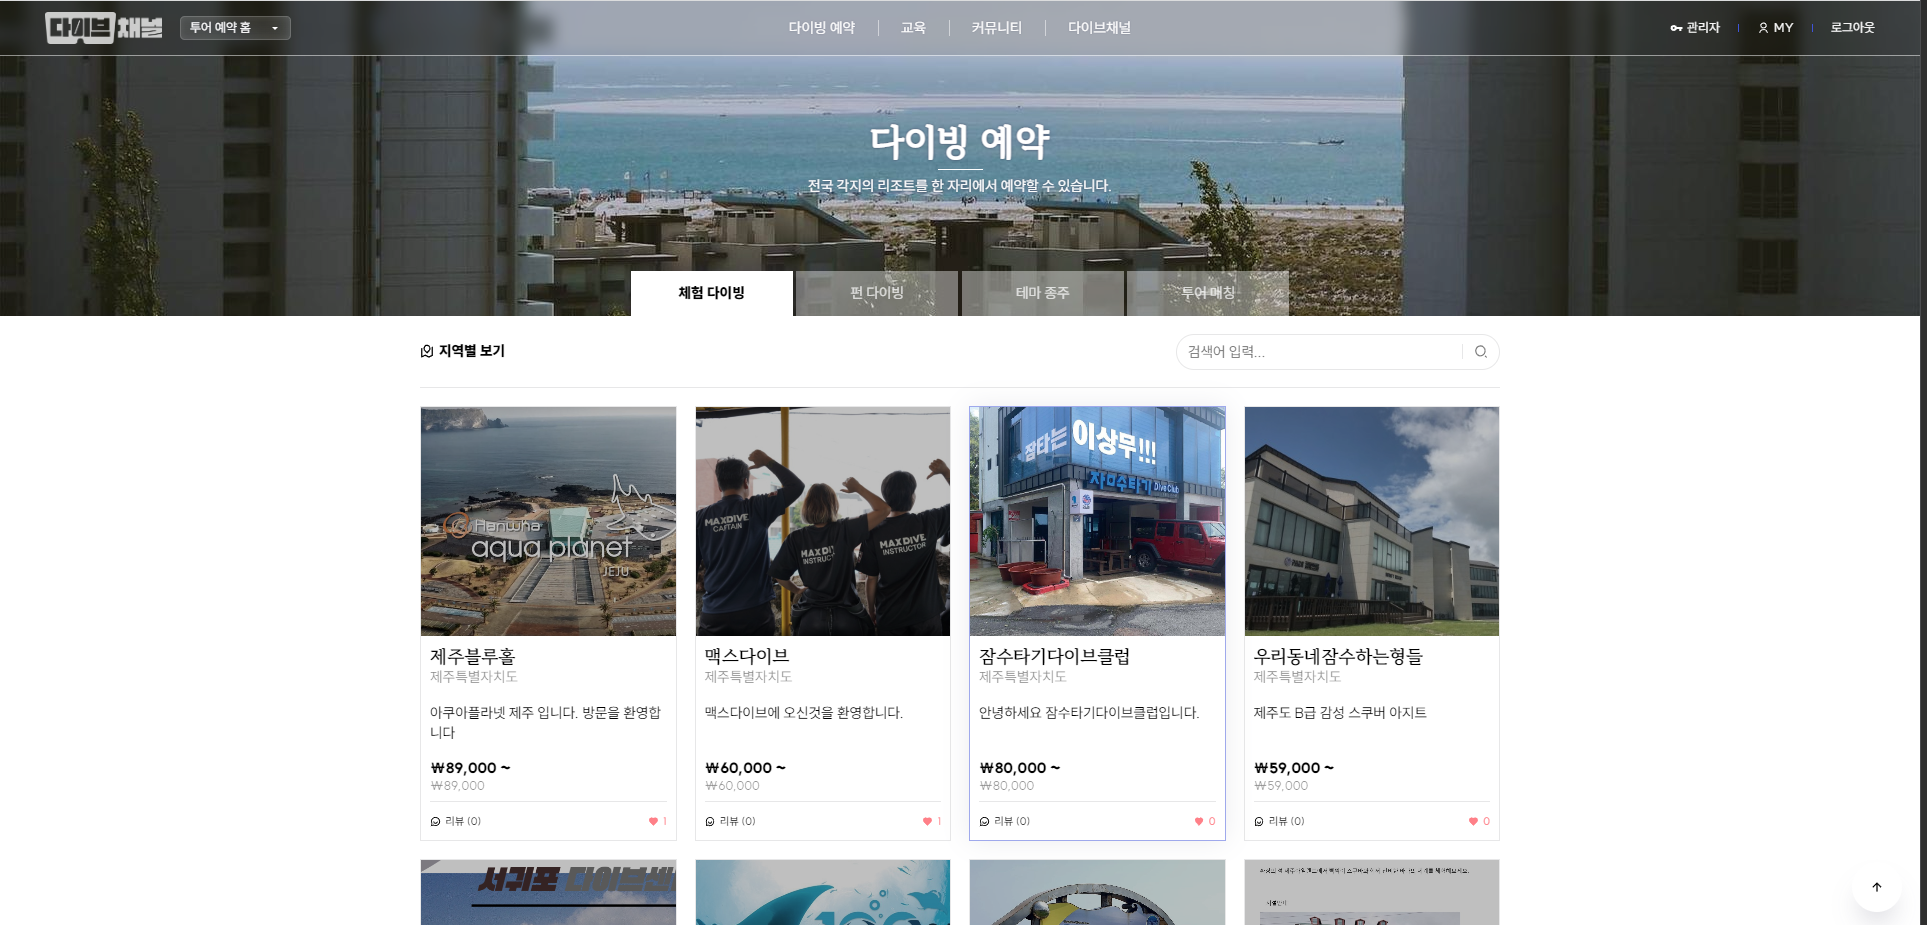 다이브채널
투어 예약 홈
다이빙 예약
교육
커뮤니티
다이브채널
관리자
MY
로그아웃
다이빙 예약
전국 각지의 리조트를 한 자리에서 예약할 수 있습니다.
체험 다이빙
펀 다이빙
테마 종주
투어 매칭
지역별 보기
검색어 입력...
Hanwha
aqua planet
JEJU
MAXDIVE
CAPTAIN
MAXDIV
INSTRUCT
MAXDIVE
INSTRUCTOR
잠타는 이상무!!!
자미수타기 Dive Club
제주블루홀
제주특별자치도
아쿠아플라넷 제주 입니다. 방문을 환영합
니다
₩89,000 ~
₩89,000
리뷰 (0)
1
맥스다이브
제주특별자치도
맥스다이브에 오신것을 환영합니다.
₩60,000 ~
₩60,000
리뷰 (0)
1
잠수타기다이브클럽
제주특별자치도
안녕하세요 잠수타기다이브클럽입니다.
₩80,000 ~
₩80,000
리뷰 (0)
0
우리동네잠수하는형들
제주특별자치도
제주도 B급 감성 스쿠버 아지트
₩59,000 ~
₩59,000
리뷰 (0)
0
서귀포 다이브센
100